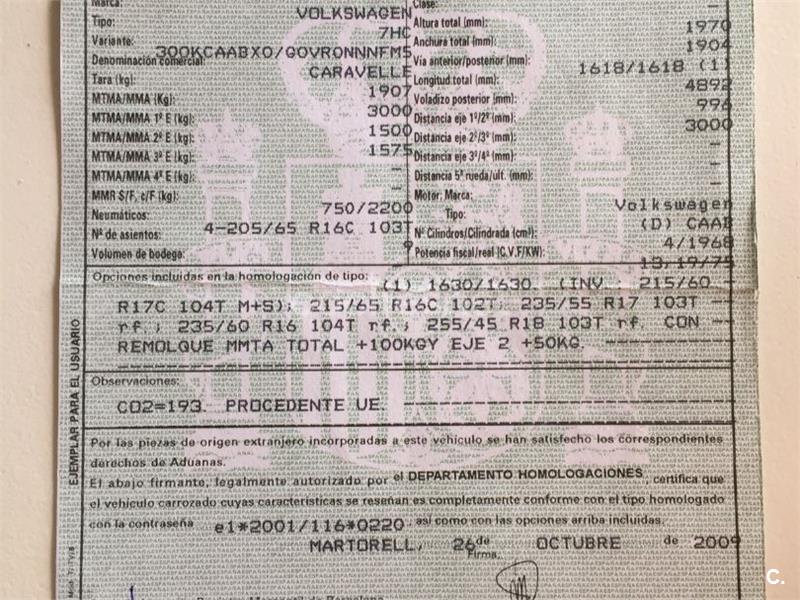 Marca: VOLKSWAGEN
Tipo: 7HC
Variante: 300KCAABX0/GOVRONNNFM5
Denominación comercial: CARAVELLE
Tara (kg): 1907
MTMA/MMA (Kg): 3000
MTMA/MMA 1º E (kg): 1500
MTMA/MMA 2º E (kg): 1575
MTMA/MMA 3º E (kg): -
MTMA/MMA 4º E (kg): -
MMR S/F, c/F (kg): 750/2200
Neumáticos: 4-205/65 R16C 103T
Nº de asientos: 9
Volumen de bodega:
Clase: -
Altura total (mm): 1970
Anchura total (mm): 1904
Vía anterior/posterior (mm): 1618/1618 (1)
Longitud total (mm): 4892
Voladizo posterior (mm): 996
Distancia eje 1º/2º (mm): 3000
Distancia eje 2º/3º (mm): -
Distancia eje 3º/4º (mm): -
Distancia 5ª rueda/ult. (mm): -
Motor: Marca: Volkswagen
Tipo: (D) CAAB
Nº Cilindros/Cilindrada (cm³): 4/1968
Potencia fiscal/real (C.V.F/KW): 13,19/75
Opciones incluidas en la homologación de tipo: (1) 1630/1630. (INV.: 215/60
R17C 104T M+S); 215/65 R16C 102T; 235/55 R17 103T
rf.; 235/60 R16 104T rf.; 255/45 R18 103T rf. CON
REMOLQUE MMTA TOTAL +100KGY EJE 2 +50KG.
Observaciones:
CO2=193. PROCEDENTE UE.
Por las piezas de origen extranjero incorporadas a este vehículo se han satisfecho los correspondientes
derechos de Aduanas.
El abajo firmante, legalmente autorizado por el DEPARTAMENTO HOMOLOGACIONES, certifica que
el vehículo carrozado cuyas características se reseñan es completamente conforme con el tipo homologado
con la contraseña e1*2001/116*0220, así como con las opciones arriba incluidas.
MARTORELL, 26 de OCTUBRE de 2009
Firma,
EJEMPLAR PARA EL USUARIO
C.